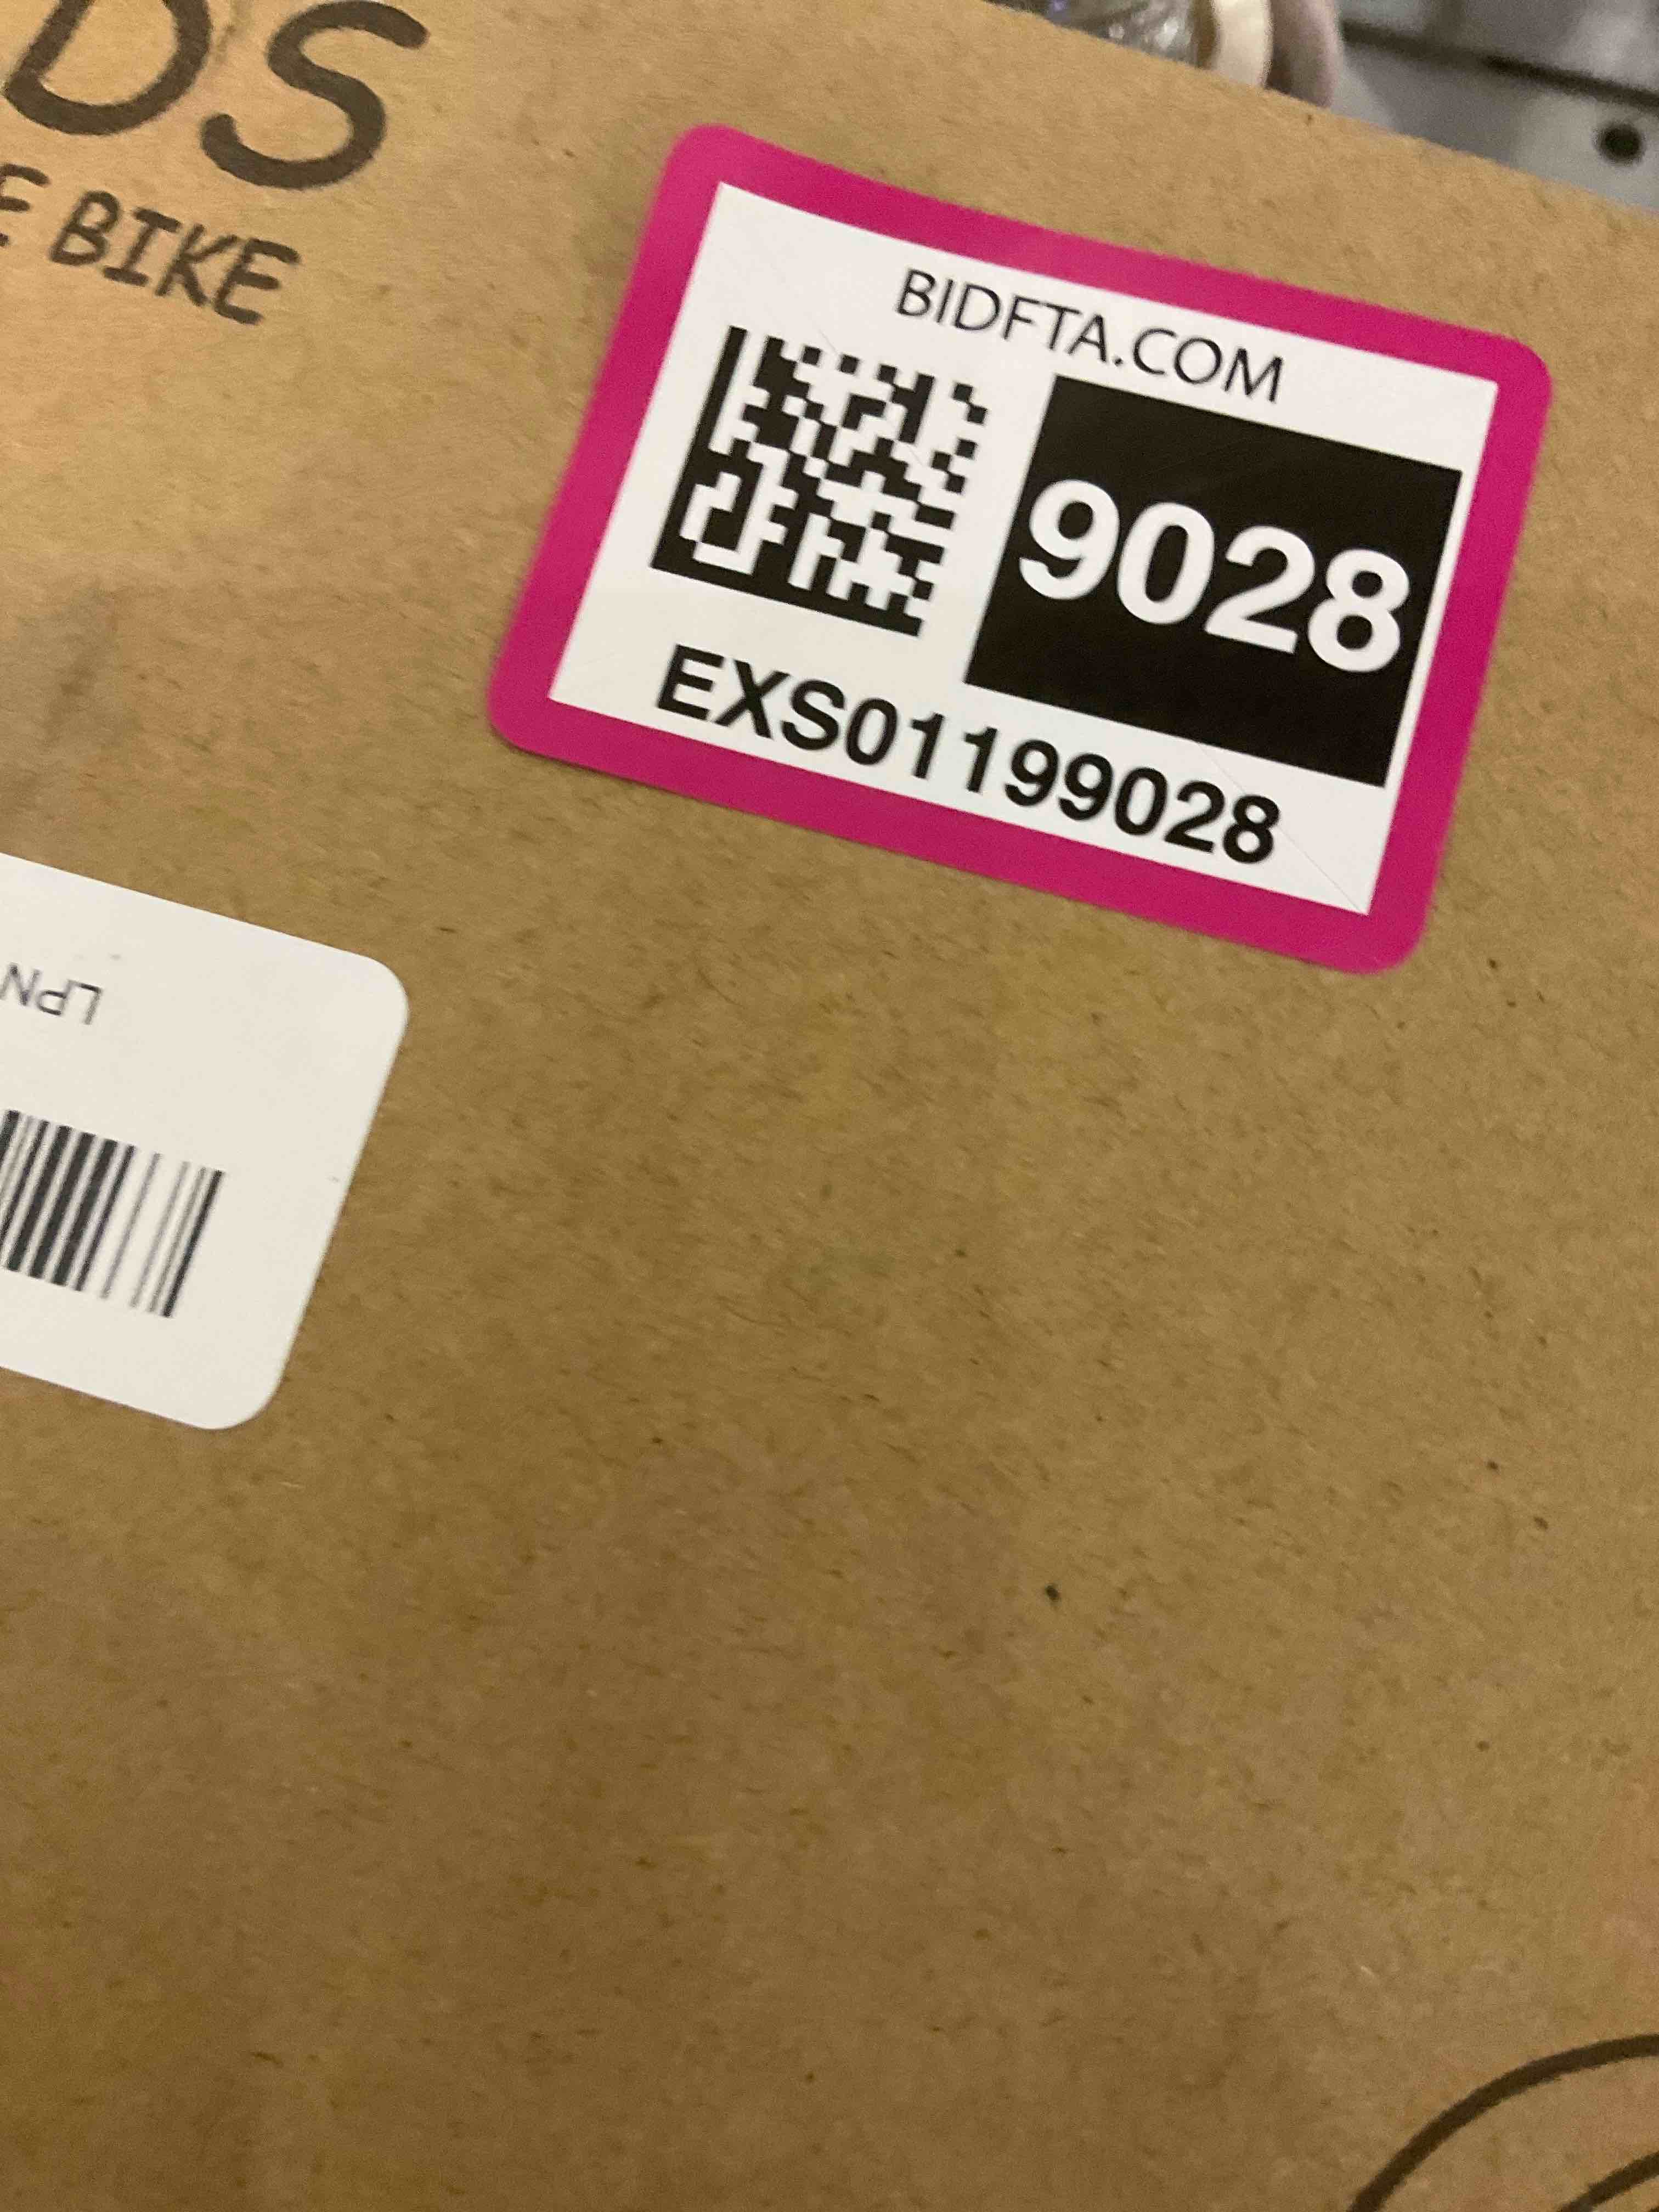 DS
E BIKE
BIDFTA.COM
9028
EXS01199028
LPN